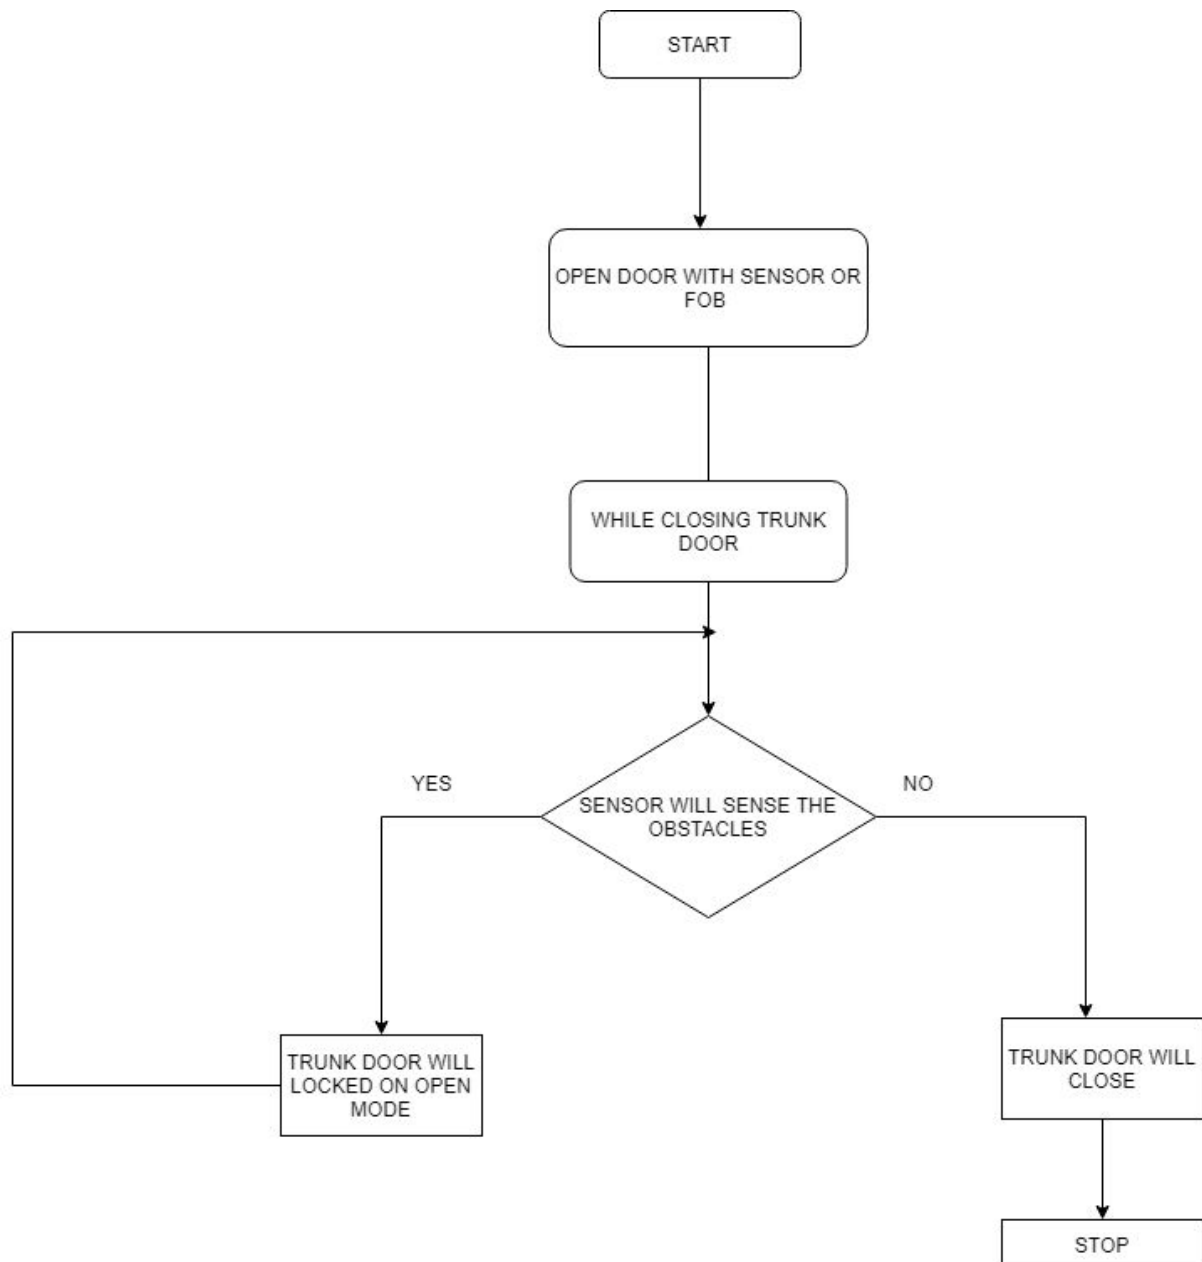 START
OPEN DOOR WITH SENSOR OR
FOB
WHILE CLOSING TRUNK
DOOR
YES
NO
SENSOR WILL SENSE THE
OBSTACLES
TRUNK DOOR WILL
LOCKED ON OPEN
MODE
TRUNK DOOR WILL
CLOSE
STOP